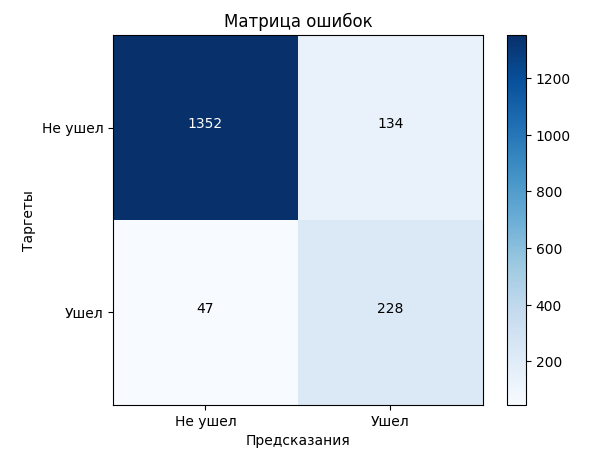 Матрица ошибок
Не ушел
1352
134
1200
1000
800
600
400
200
Таргеты
Ушел
47
228
Не ушел
Ушел
Предсказания